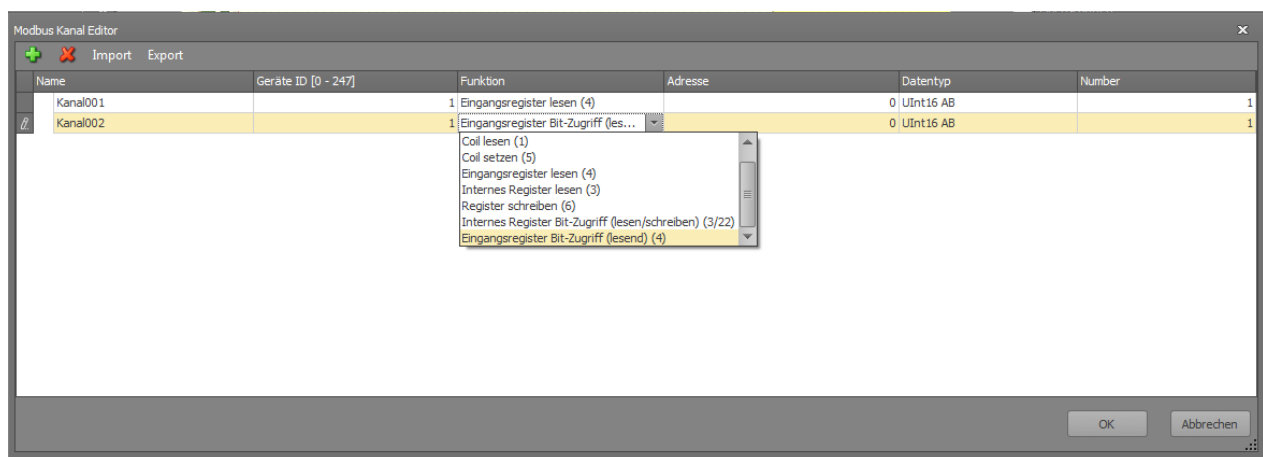 Modbus Kanal Editor
Import Export
Name Geräte ID [0 - 247] Funktion Adresse Datentyp Number
Kanal001 1 Eingangsregister lesen (4) 0 UInt16 AB 1
Kanal002 1 Eingangsregister Bit-Zugriff (les... 0 UInt16 AB 1
Coil lesen (1)
Coil setzen (5)
Eingangsregister lesen (4)
Internes Register lesen (3)
Register schreiben (6)
Internes Register Bit-Zugriff (lesen/schreiben) (3/22)
Eingangsregister Bit-Zugriff (lesend) (4)
OK Abbrechen